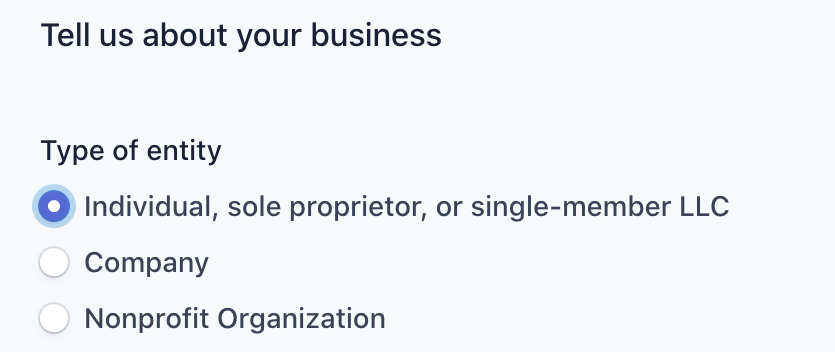 Tell us about your business
Type of entity
Individual, sole proprietor, or single-member LLC
Company
Nonprofit Organization